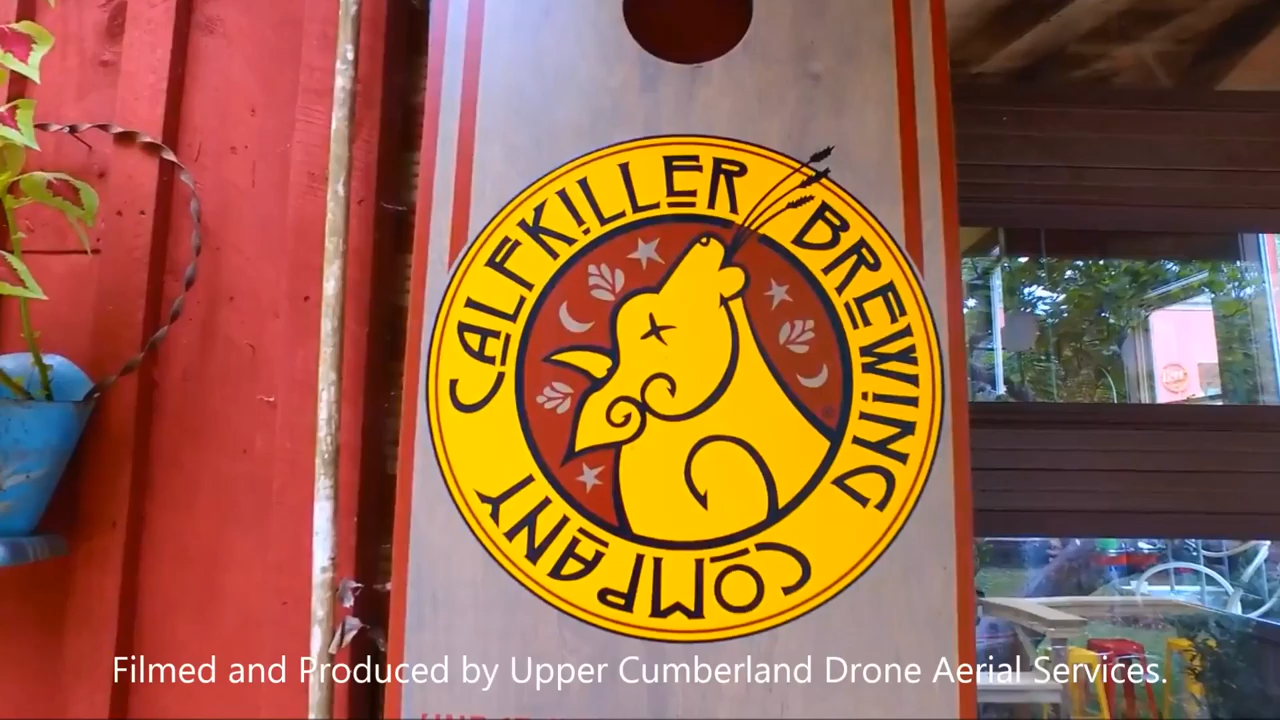 CALFKILLER BREWING COMPANY
Filmed and Produced by Upper Cumberland Drone Aerial Services.